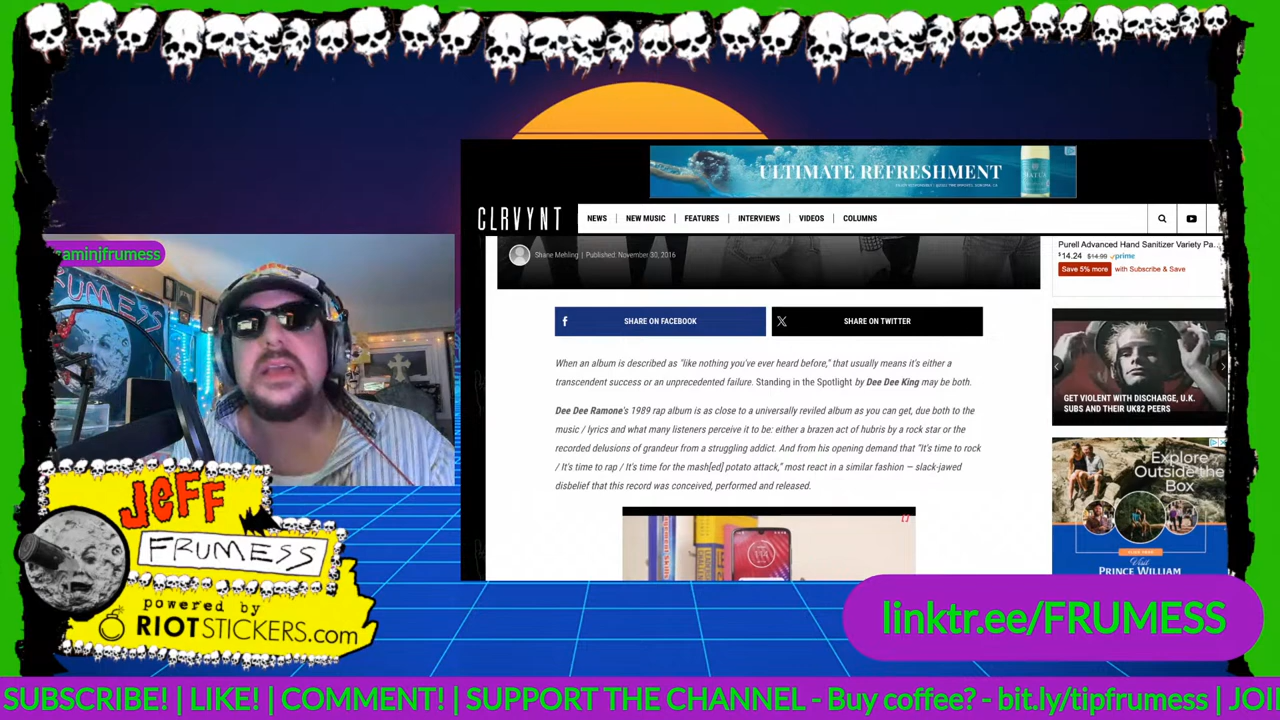 ULTIMATE REFRESHMENT
MATUA
CLRVYNT
NEWS | NEW MUSIC | FEATURES | INTERVIEWS | VIDEOS | COLUMNS
aminjfrumess
FRUMESS
Shane Mehling | Published: November 30, 2016
Purell Advanced Hand Sanitizer Variety Pa...
$14.24 $14.99 prime
Save 5% more with Subscribe & Save
f SHARE ON FACEBOOK
X SHARE ON TWITTER
When an album is described as "like nothing you've ever heard before," that usually means it's either a
transcendent success or an unprecedented failure. Standing in the Spotlight by Dee Dee King may be both.
Dee Dee Ramone's 1989 rap album is as close to a universally reviled album as you can get, due both to the
music / lyrics and what many listeners perceive it to be: either a brazen act of hubris by a rock star or the
recorded delusions of grandeur from a struggling addict. And from his opening demand that "It's time to rock
/ It's time to rap / It's time for the mash[ed] potato attack," most react in a similar fashion — slack-jawed
disbelief that this record was conceived, performed and released.
GET VIOLENT WITH DISCHARGE, U.K.
SUBS AND THEIR UK82 PEERS
Explore
Outside the
Box
Visit
PRINCE WILLIAM
JEFF
FRUMESS
powered by
RIOTSTICKERS.com
linktr.ee/FRUMESS
SUBSCRIBE! | LIKE! | COMMENT! | SUPPORT THE CHANNEL - Buy coffee? - bit.ly/tipfrumess | JOI